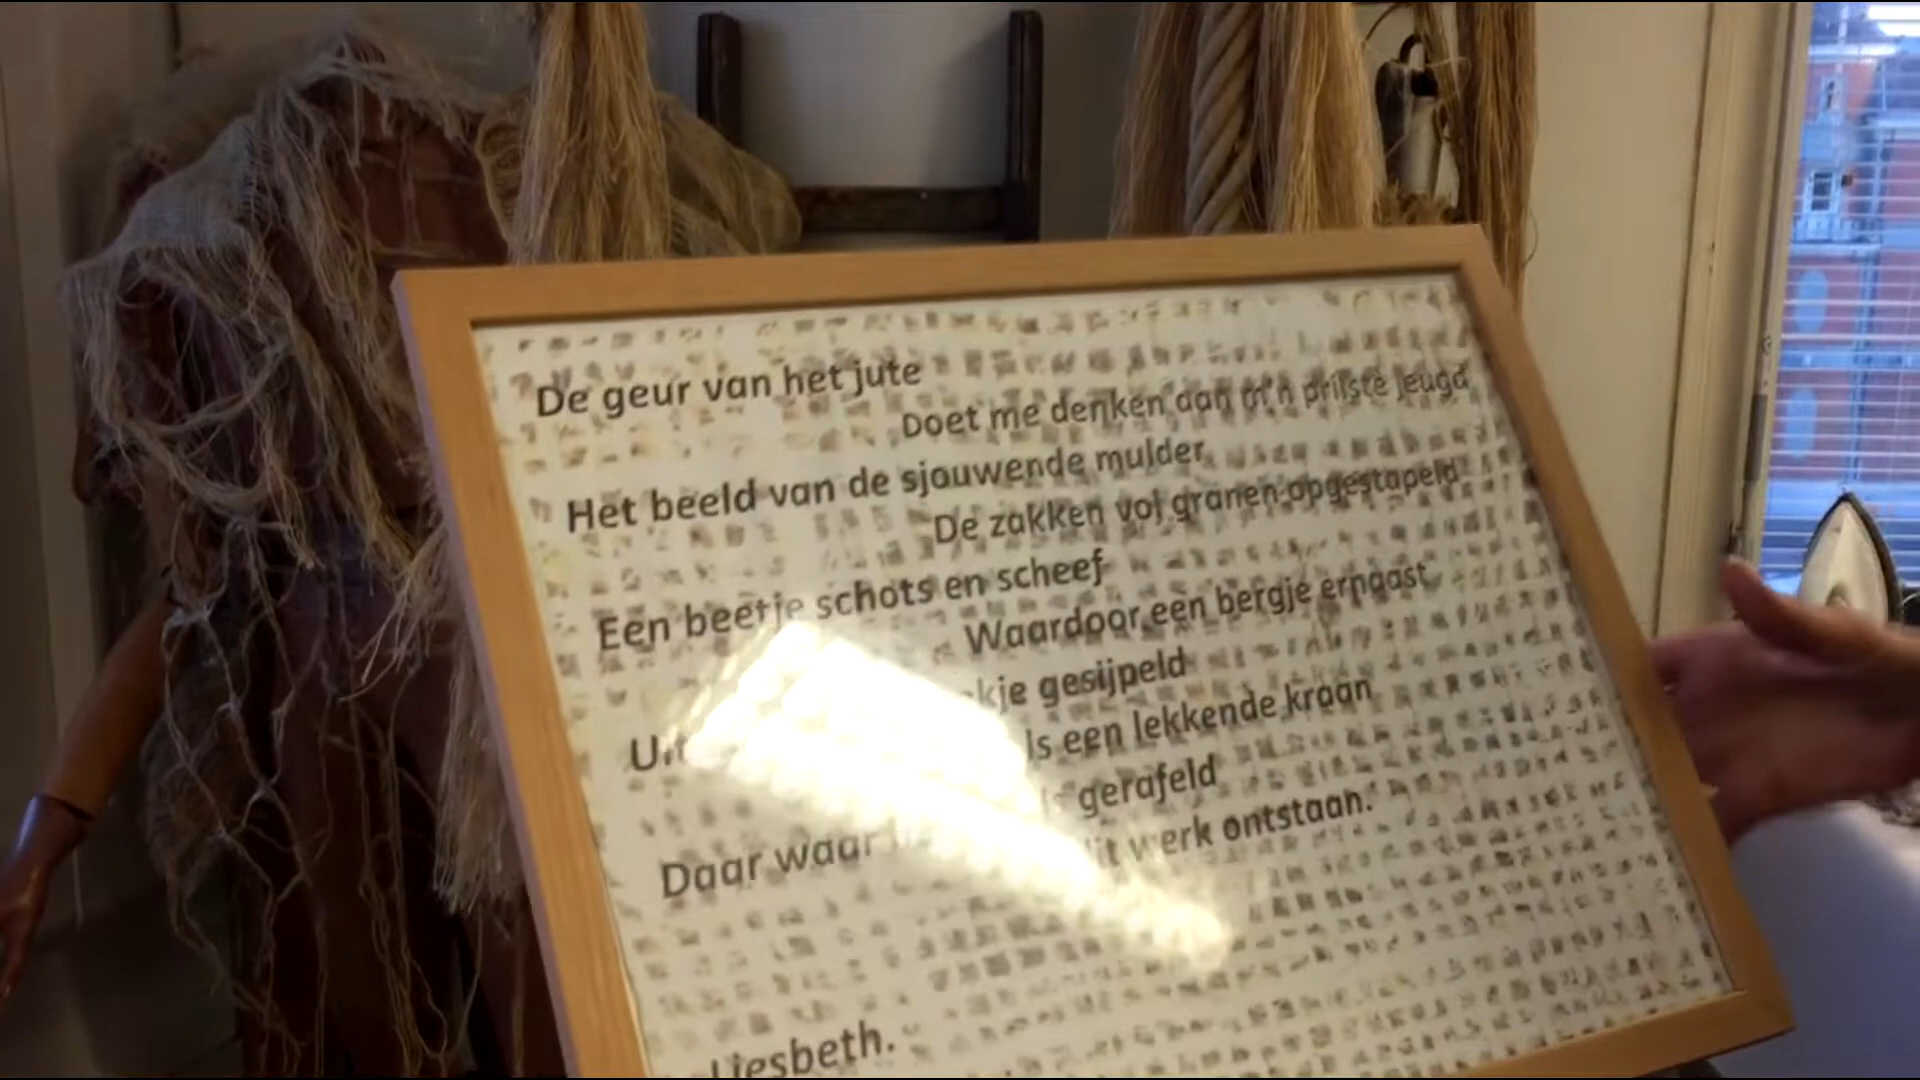 De geur van het jute
Doet me denken aan m'n prilste jeugd
Het beeld van de sjouwende mulder
De zakken vol granen opgestapeld
Een beetje schots en scheef
Waardoor een bergje ernaast
gesijpeld
een lekkende kraan
Daar waar gerafeld
werk ontstaan.
Liesbeth.